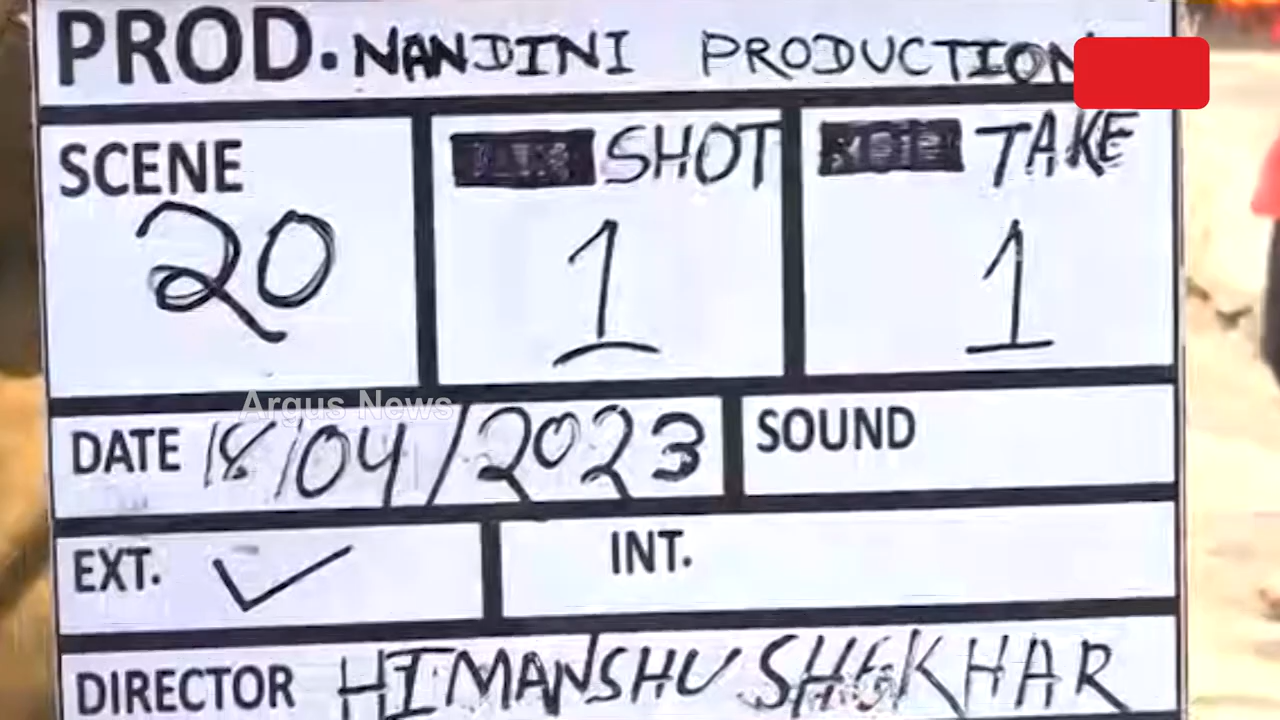 PROD. NANDINI PRODUCTION
SCENE SHOT TAKE
20 1 1
Argus News
DATE 18/04/2023 SOUND
EXT. ✓ INT.
DIRECTOR HIMANSHU SHEKHAR